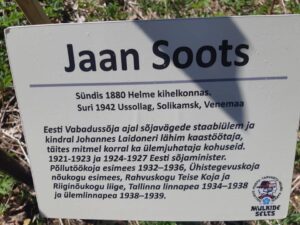 Jaan Soots
Sündis 1880 Helme kihelkonnas.
Suri 1942 Ussollag, Solikamsk, Venemaa
Eesti Vabadussõja ajal sõjavägede staabiülem ja
kindral Johannes Laidoneri lähim kaastöötaja,
täites mitmel korral ka ülemjuhataja kohuseid.
1921-1923 ja 1924-1927 Eesti sõjaminister.
Põllutöökoja esimees 1932–1936, Ühistegevuskoja
nõukogu esimees, Rahvuskogu Teise Koja ja
Riiginõukogu liige, Tallinna linnapea 1934–1938
ja ülemlinnapea 1938–1939.
MULKIDE
SELTS